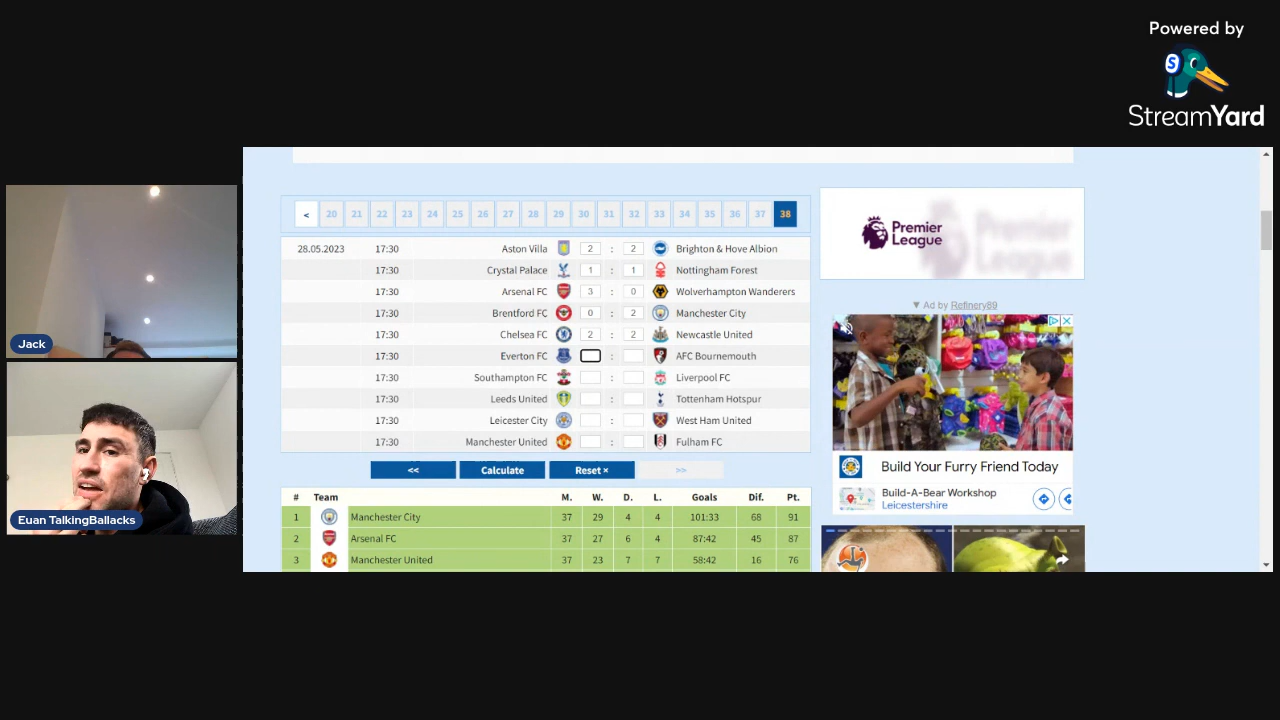 Powered by
StreamYard
< 20 21 22 23 24 25 26 27 28 29 30 31 32 33 34 35 36 37 38
28.05.2023 17:30 Aston Villa 2 : 2 Brighton & Hove Albion
17:30 Crystal Palace 1 : 1 Nottingham Forest
17:30 Arsenal FC 3 : 0 Wolverhampton Wanderers
17:30 Brentford FC 0 : 2 Manchester City
17:30 Chelsea FC 2 : 2 Newcastle United
17:30 Everton FC : AFC Bournemouth
17:30 Southampton FC : Liverpool FC
17:30 Leeds United : Tottenham Hotspur
17:30 Leicester City : West Ham United
17:30 Manchester United : Fulham FC
<< Calculate Reset × >>
# Team M. W. D. L. Goals Dif. Pt.
1 Manchester City 37 29 4 4 101:33 68 91
2 Arsenal FC 37 27 6 4 87:42 45 87
3 Manchester United 37 23 7 7 58:42 16 76
Premier
League
Premier
League
▼ Ad by Refinery89
Build Your Furry Friend Today
Build-A-Bear Workshop
Leicestershire
Jack
Euan TalkingBallacks